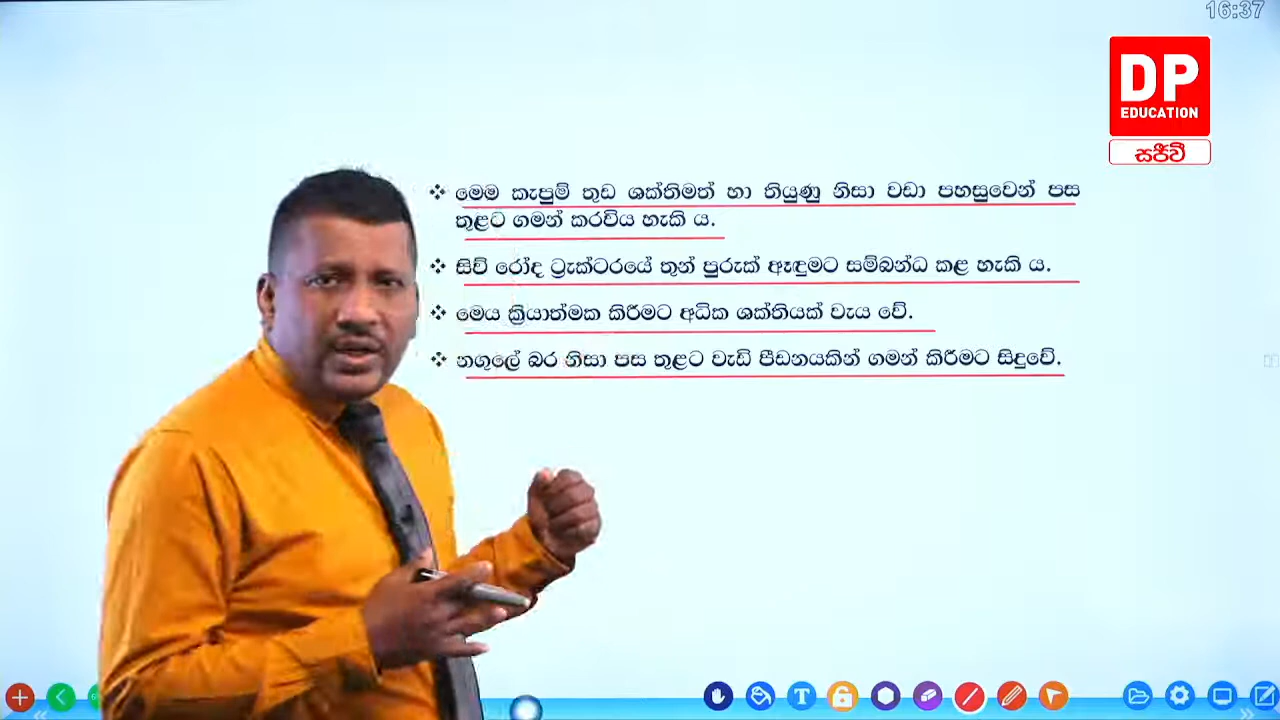 16:37
DP
EDUCATION
සජීවී
❖ මෙම කැපුම් තුඩ ශක්තිමත් හා තියුණු නිසා වඩා පහසුවෙන් පස
තුළට ගමන් කරවිය හැකි ය.
❖ සිව් රෝද ට්‍රැක්ටරයේ තුන් පුරුක් ඈඳුමට සම්බන්ධ කළ හැකි ය.
❖ මෙය ක්‍රියාත්මක කිරීමට අධික ශක්තියක් වැය වේ.
❖ නගුලේ බර නිසා පස තුළට වැඩි පීඩනයකින් ගමන් කිරීමට සිදුවේ.